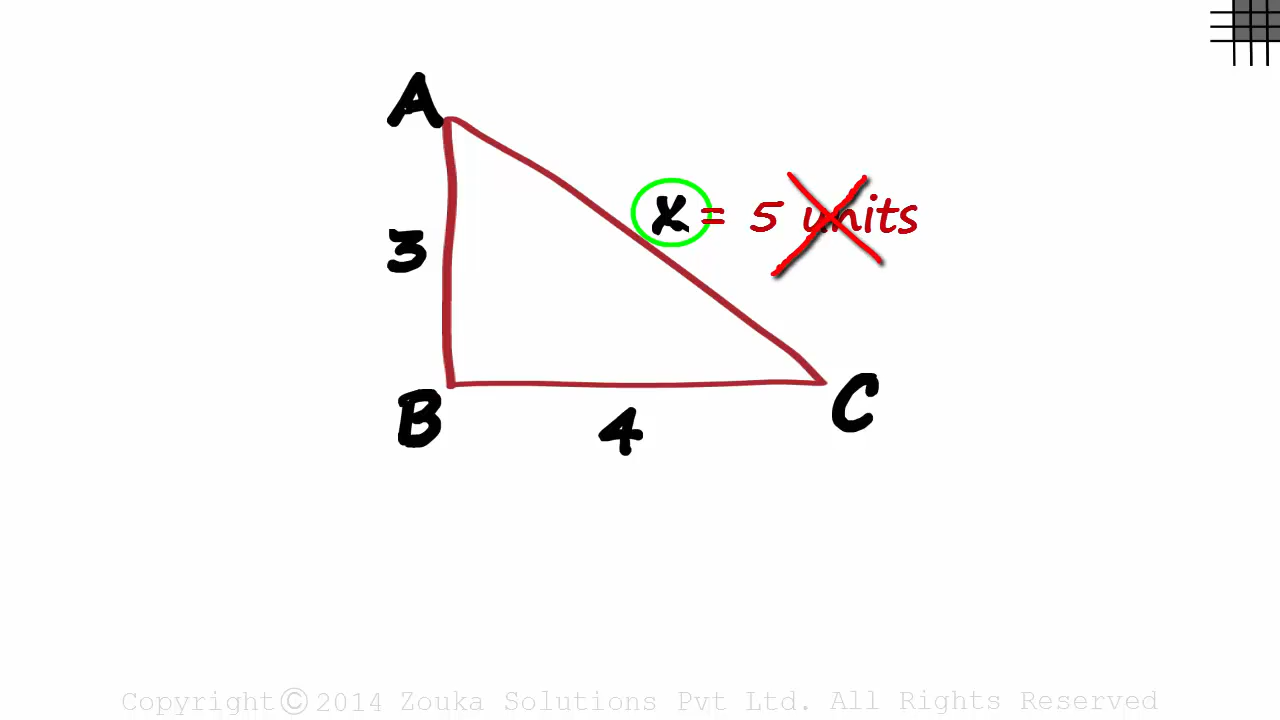 A
x = 5 units
3
B
C
4
Copyright©2014 Zouka Solutions Pvt Ltd. All Rights Reserved